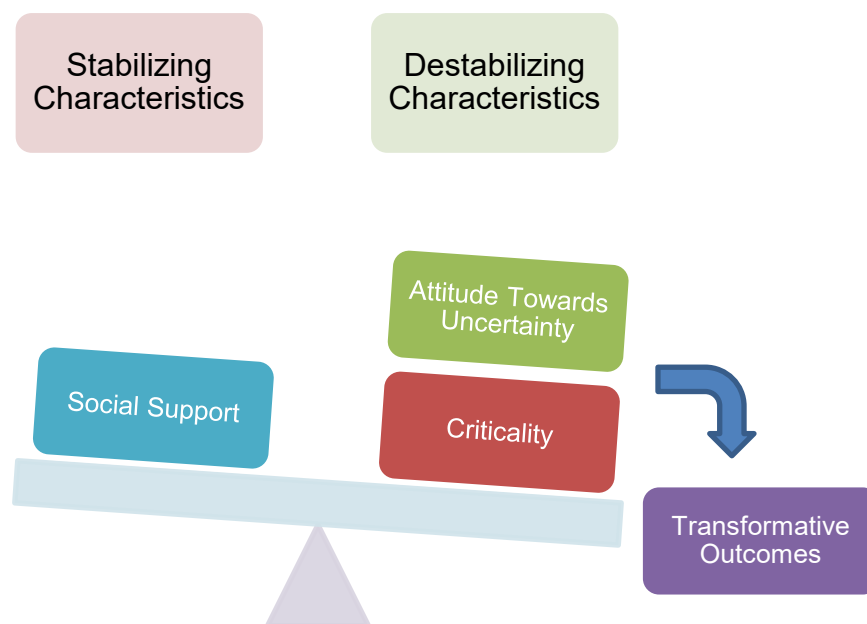 Stabilizing
Characteristics
Destabilizing
Characteristics
Attitude Towards
Uncertainty
Social Support
Criticality
Transformative
Outcomes